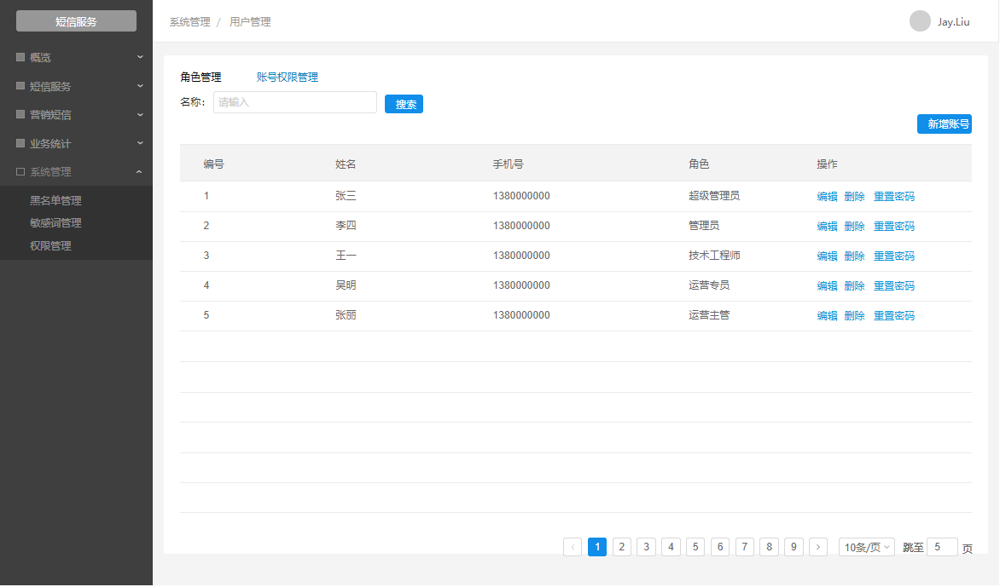 短信服务
概览
短信服务
营销短信
业务统计
系统管理
黑名单管理
敏感词管理
权限管理
系统管理 / 用户管理
Jay.Liu
角色管理 账号权限管理
名称: 请输入 搜索
新增账号
编号 姓名 手机号 角色 操作
1 张三 1380000000 超级管理员 编辑 删除 重置密码
2 李四 1380000000 管理员 编辑 删除 重置密码
3 王一 1380000000 技术工程师 编辑 删除 重置密码
4 吴明 1380000000 运营专员 编辑 删除 重置密码
5 张丽 1380000000 运营主管 编辑 删除 重置密码
< 1 2 3 4 5 6 7 8 9 > 10条/页 跳至 5 页